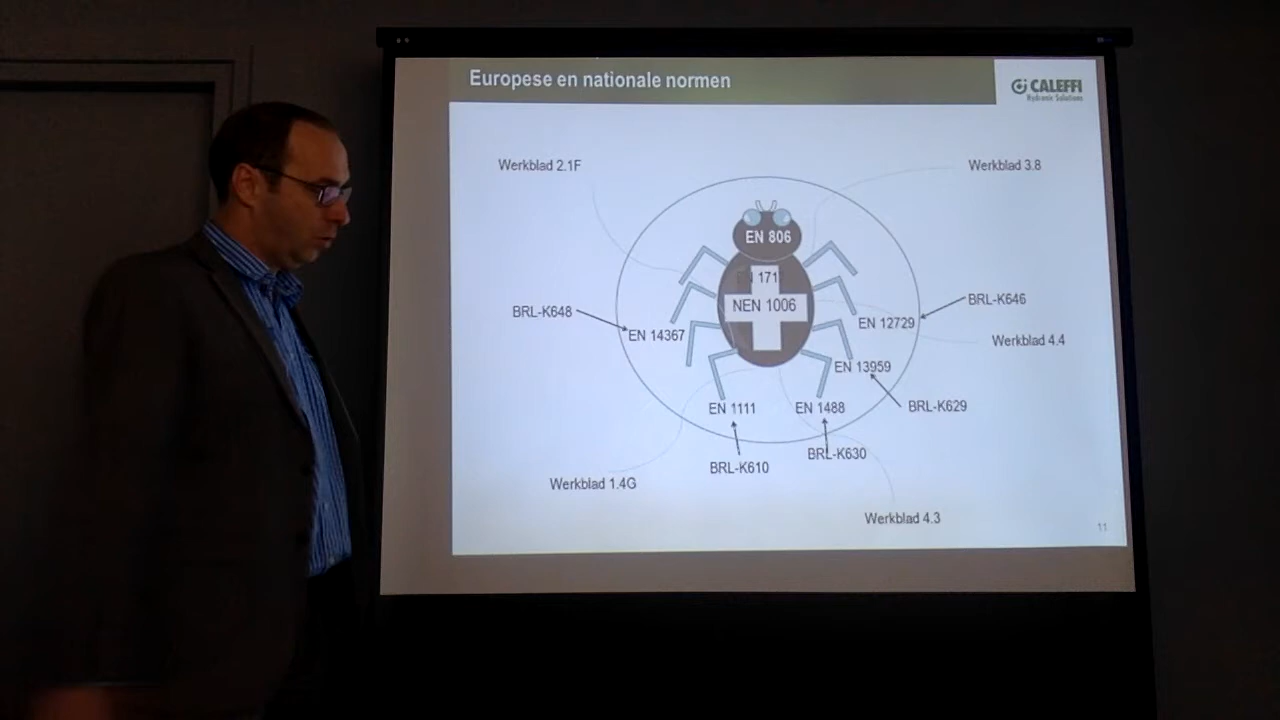 Europese en nationale normen
CALEFFI
Hydronic Solutions
Werkblad 2.1F
Werkblad 3.8
EN 806
EN 171
NEN 1006
BRL-K648
EN 14367
BRL-K646
EN 12729
Werkblad 4.4
EN 13959
BRL-K629
EN 1111
EN 1488
BRL-K610
BRL-K630
Werkblad 1.4G
Werkblad 4.3
11